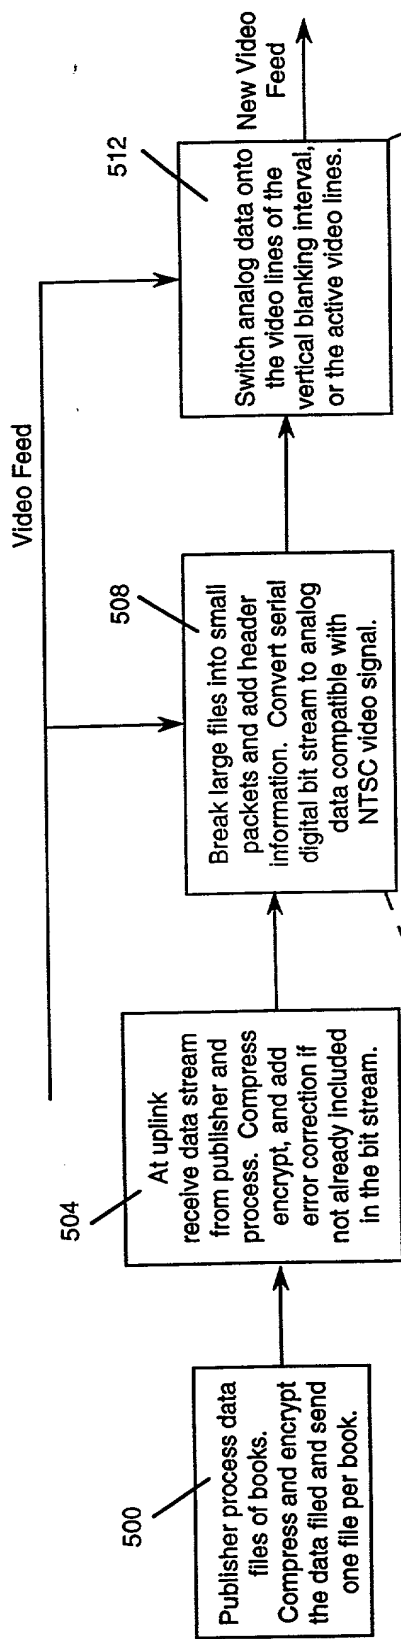 500
Publisher process data
files of books.
Compress and encrypt
the data filed and send
one file per book.
504
At uplink
receive data stream
from publisher and
process. Compress
encrypt, and add
error correction if
not already included
in the bit stream.
Video Feed
508
Break large files into small
packets and add header
information. Convert serial
digital bit stream to analog
data compatible with
NTSC video signal.
512
Switch analog data onto
the video lines of the
vertical blanking interval,
or the active video lines.
New Video
Feed